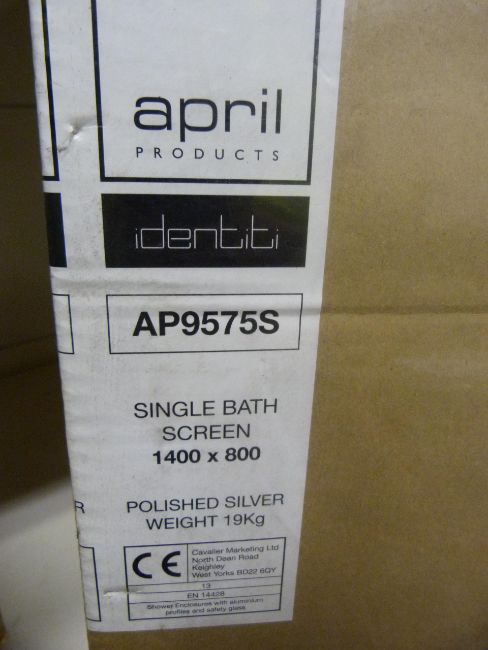 april
PRODUCTS
identiti
AP9575S
SINGLE BATH
SCREEN
1400 x 800
POLISHED SILVER
R
WEIGHT 19Kg
CE
Cavalier Marketing Ltd
North Dean Road
Keighley
West Yorks BD22 6QY
13
EN 14428
Shower Enclosures with aluminium
profiles and safety glass